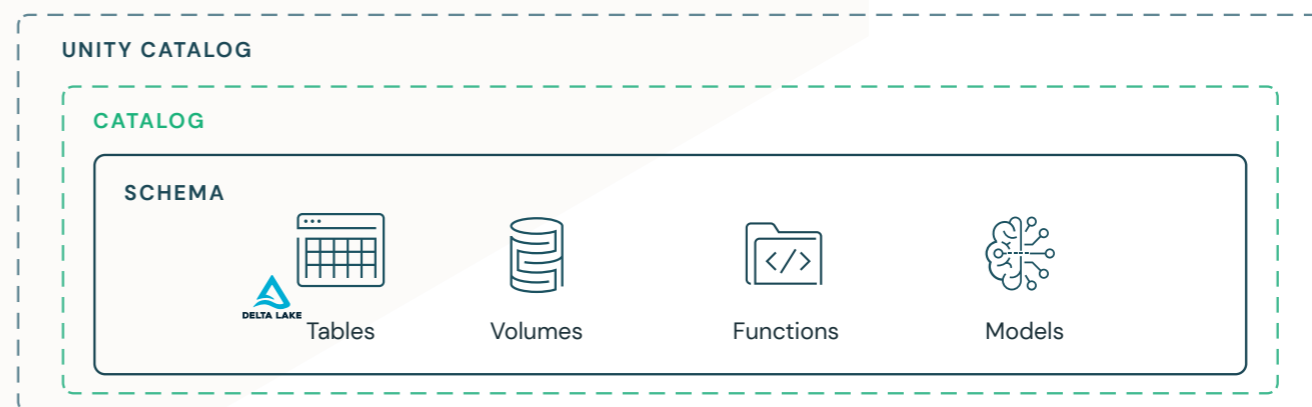 UNITY CATALOG
CATALOG
SCHEMA
</>
DELTA LAKE
Tables
Volumes
Functions
Models